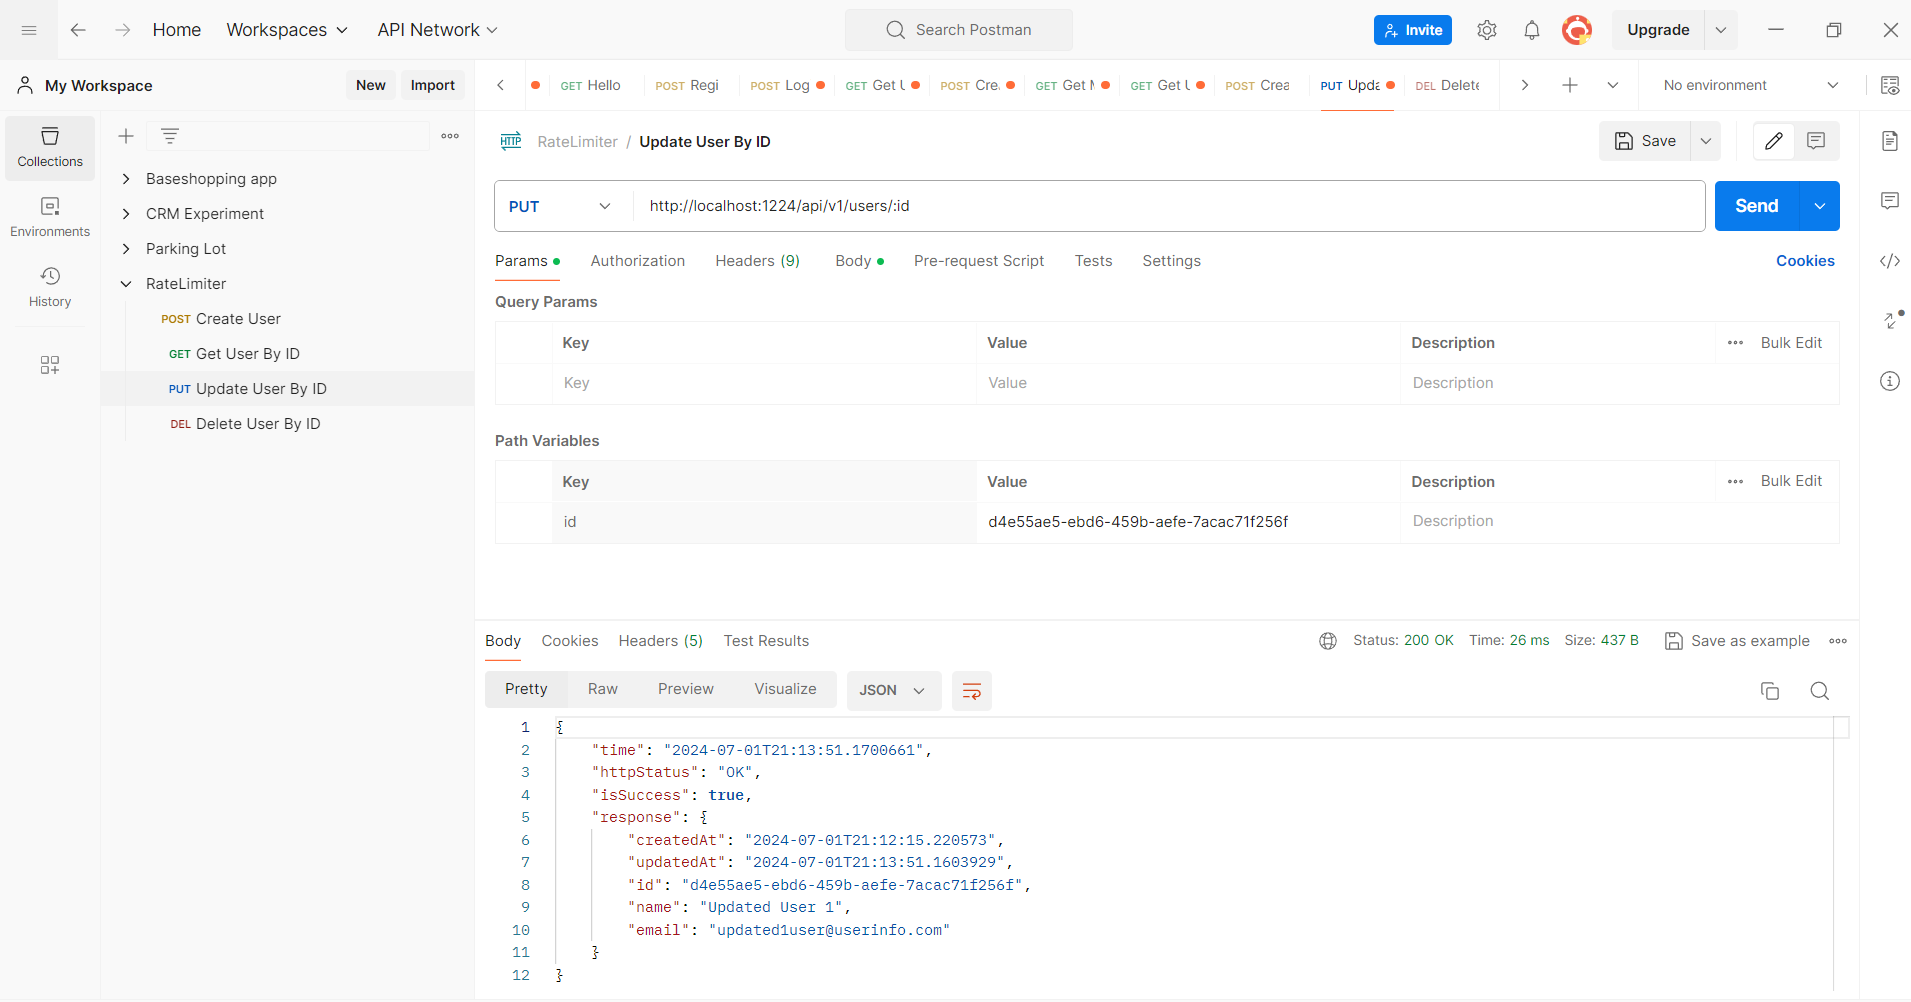 Home Workspaces API Network Search Postman Invite Upgrade
My Workspace New Import GET Hello POST Regi POST Log GET Get U POST Cre GET Get M GET Get U POST Crea PUT Upda DEL Delete No environment
Collections
Environments
History
Baseshopping app
CRM Experiment
Parking Lot
RateLimiter
POST Create User
GET Get User By ID
PUT Update User By ID
DEL Delete User By ID
HTTP RateLimiter / Update User By ID Save
PUT http://localhost:1224/api/v1/users/:id Send
Params Authorization Headers (9) Body Pre-request Script Tests Settings Cookies
Query Params
Key Value Description Bulk Edit
Key Value Description
Path Variables
Key Value Description Bulk Edit
id d4e55ae5-ebd6-459b-aefe-7acac71f256f Description
Body Cookies Headers (5) Test Results Status: 200 OK Time: 26 ms Size: 437 B Save as example
Pretty Raw Preview Visualize JSON
1 {
2 "time": "2024-07-01T21:13:51.1700661",
3 "httpStatus": "OK",
4 "isSuccess": true,
5 "response": {
6 "createdAt": "2024-07-01T21:12:15.220573",
7 "updatedAt": "2024-07-01T21:13:51.1603929",
8 "id": "d4e55ae5-ebd6-459b-aefe-7acac71f256f",
9 "name": "Updated User 1",
10 "email": "updated1user@userinfo.com"
11 }
12 }